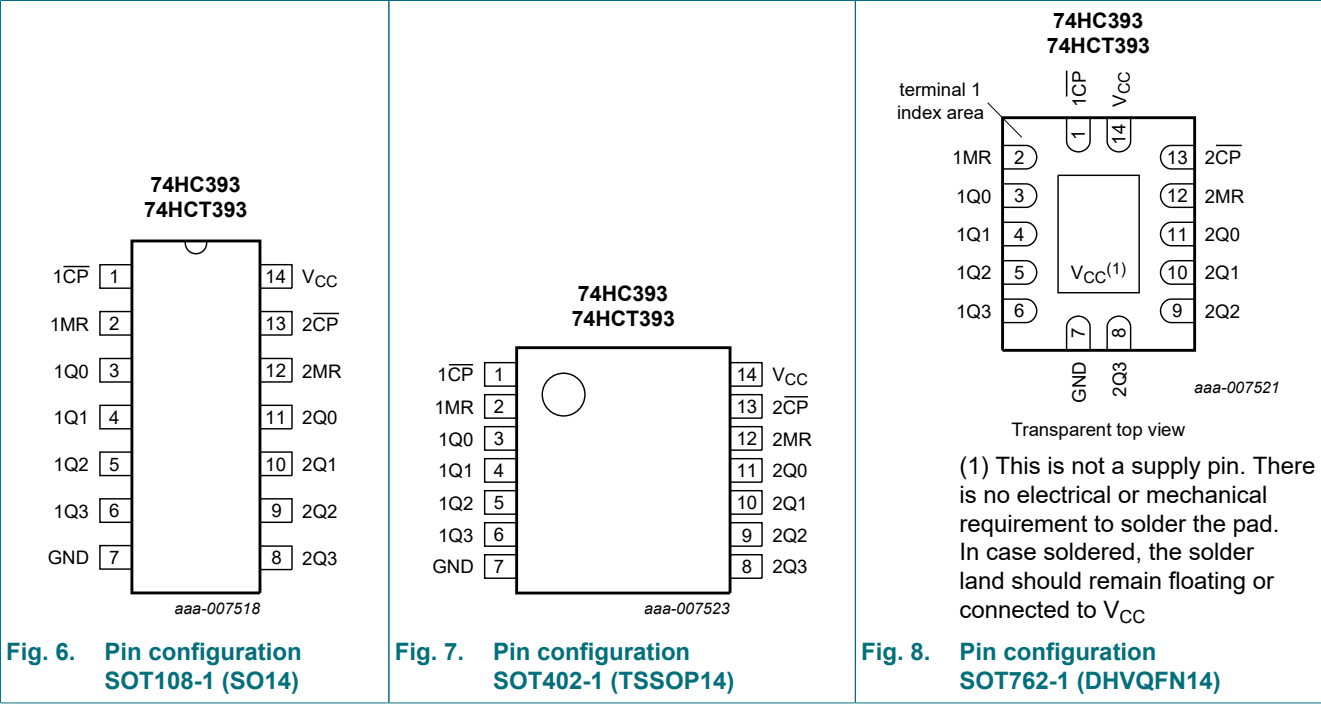 74HC393
74HCT393
1C̅P̅ 1
1MR 2
1Q0 3
1Q1 4
1Q2 5
1Q3 6
GND 7
14 VCC
13 2C̅P̅
12 2MR
11 2Q0
10 2Q1
9 2Q2
8 2Q3
aaa-007518
Fig. 6. Pin configuration
SOT108-1 (SO14)
74HC393
74HCT393
1C̅P̅ 1
1MR 2
1Q0 3
1Q1 4
1Q2 5
1Q3 6
GND 7
14 VCC
13 2C̅P̅
12 2MR
11 2Q0
10 2Q1
9 2Q2
8 2Q3
aaa-007523
Fig. 7. Pin configuration
SOT402-1 (TSSOP14)
74HC393
74HCT393
terminal 1
index area
1̅C̅P̅
VCC
1
14
1MR 2
1Q0 3
1Q1 4
1Q2 5
1Q3 6
13 2C̅P̅
12 2MR
11 2Q0
10 2Q1
9 2Q2
VCC(1)
7
8
GND
2Q3
aaa-007521
Transparent top view
(1) This is not a supply pin. There
is no electrical or mechanical
requirement to solder the pad.
In case soldered, the solder
land should remain floating or
connected to VCC
Fig. 8. Pin configuration
SOT762-1 (DHVQFN14)